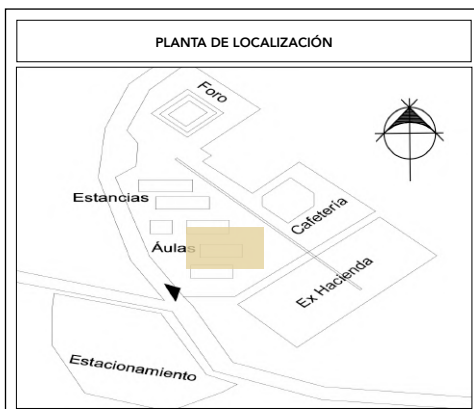 PLANTA DE LOCALIZACIÓN
Foro
Estancias
Cafetería
Áulas
Ex Hacienda
Estacionamiento